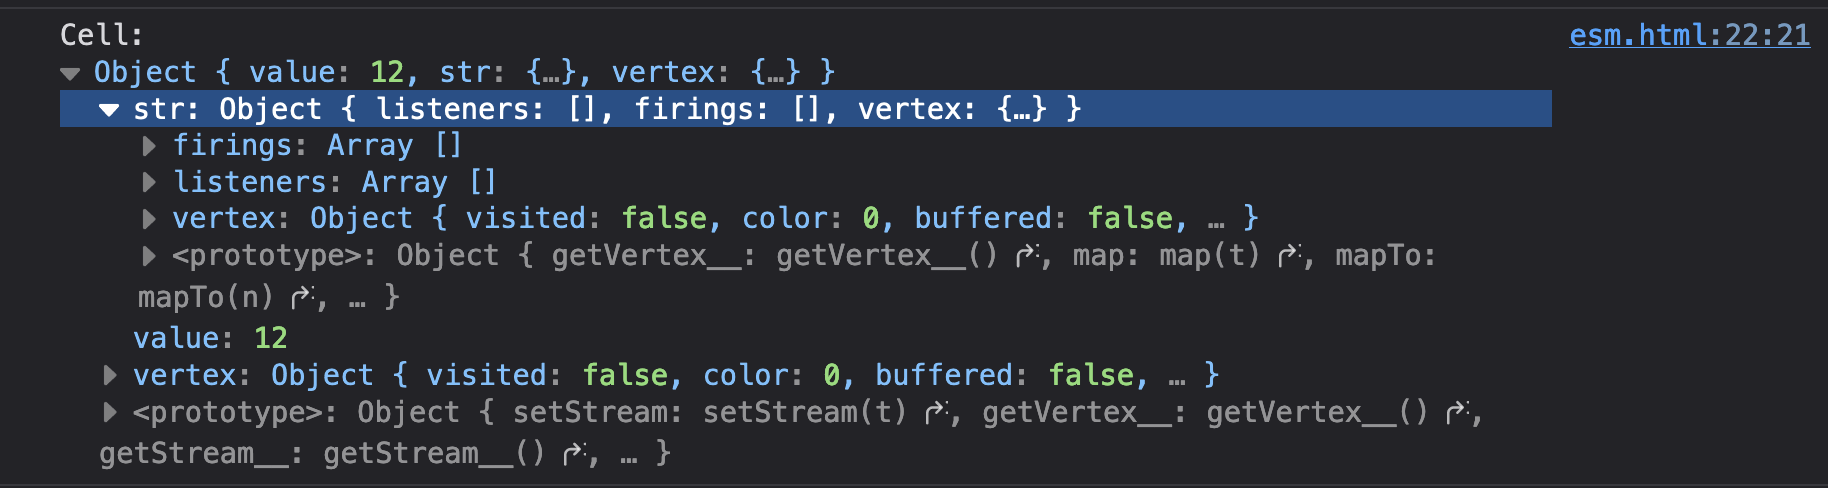 Cell: esm.html:22:21
Object { value: 12, str: {…}, vertex: {…} }
str: Object { listeners: [], firings: [], vertex: {…} }
firings: Array []
listeners: Array []
vertex: Object { visited: false, color: 0, buffered: false, … }
<prototype>: Object { getVertex__: getVertex__(), map: map(t), mapTo:
mapTo(n), … }
value: 12
vertex: Object { visited: false, color: 0, buffered: false, … }
<prototype>: Object { setStream: setStream(t), getVertex__: getVertex__(),
getStream__: getStream__(), … }